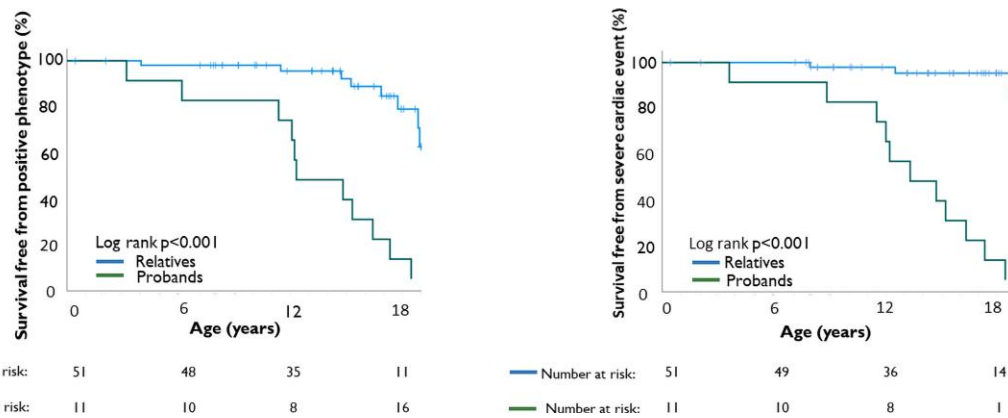 Survival free from positive phenotype (%)
100
80
60
40
20
0
Log rank p<0.001
Relatives
Probands
0 6 12 18
Age (years)
risk: 51 48 35 11
risk: 11 10 8 16
Survival free from severe cardiac event (%)
100
80
60
40
20
0
Log rank p<0.001
Relatives
Probands
0 6 12 18
Age (years)
Number at risk: 51 49 36 14
Number at risk: 11 10 8 1